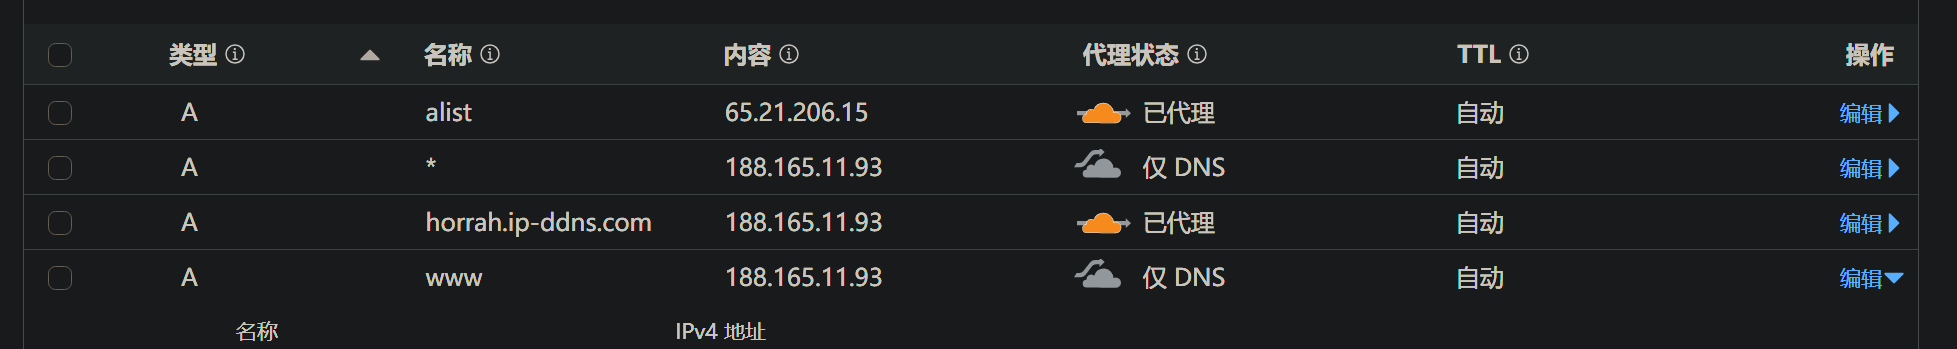 类型 名称 内容 代理状态 TTL 操作
A alist 65.21.206.15 已代理 自动 编辑
A * 188.165.11.93 仅 DNS 自动 编辑
A horrah.ip-ddns.com 188.165.11.93 已代理 自动 编辑
A www 188.165.11.93 仅 DNS 自动 编辑
名称 IPv4 地址